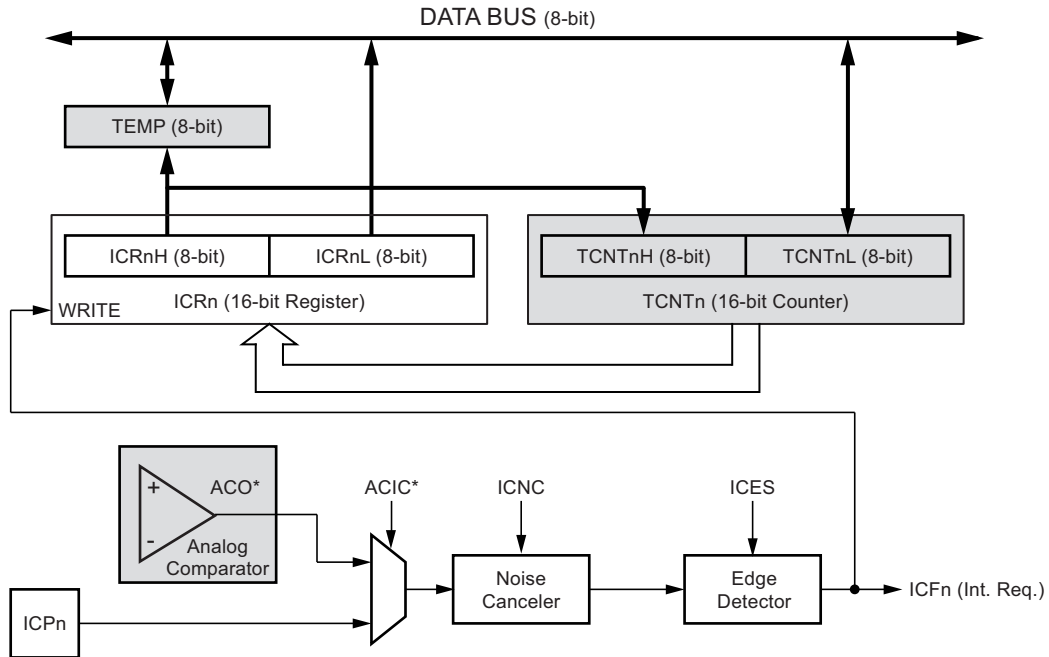 DATA BUS (8-bit)
TEMP (8-bit)
ICRnH (8-bit)
ICRnL (8-bit)
TCNTnH (8-bit)
TCNTnL (8-bit)
WRITE
ICRn (16-bit Register)
TCNTn (16-bit Counter)
+
-
ACO*
Analog
Comparator
ACIC*
ICNC
ICES
Noise
Canceler
Edge
Detector
ICFn (Int. Req.)
ICPn